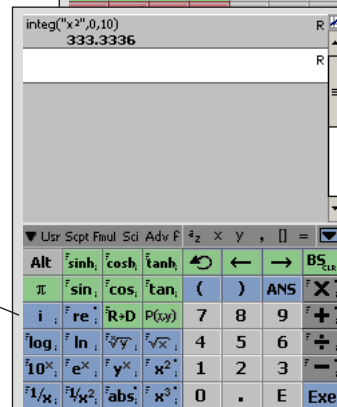 integ("x²",0,10) R
333.3336
R
▼ Usr Scpt Fmul Sci Adv F az × y , [] = ▼
Alt sinh cosh tanh ← → BS CLR
π sin cos tan ( ) ANS ×
i re R→D P(x,y) 7 8 9 +
log ln ˣ√y √x 4 5 6 ÷
10ˣ eˣ yˣ x² 1 2 3 −
1/x 1/x² abs x³ 0 . E Exe